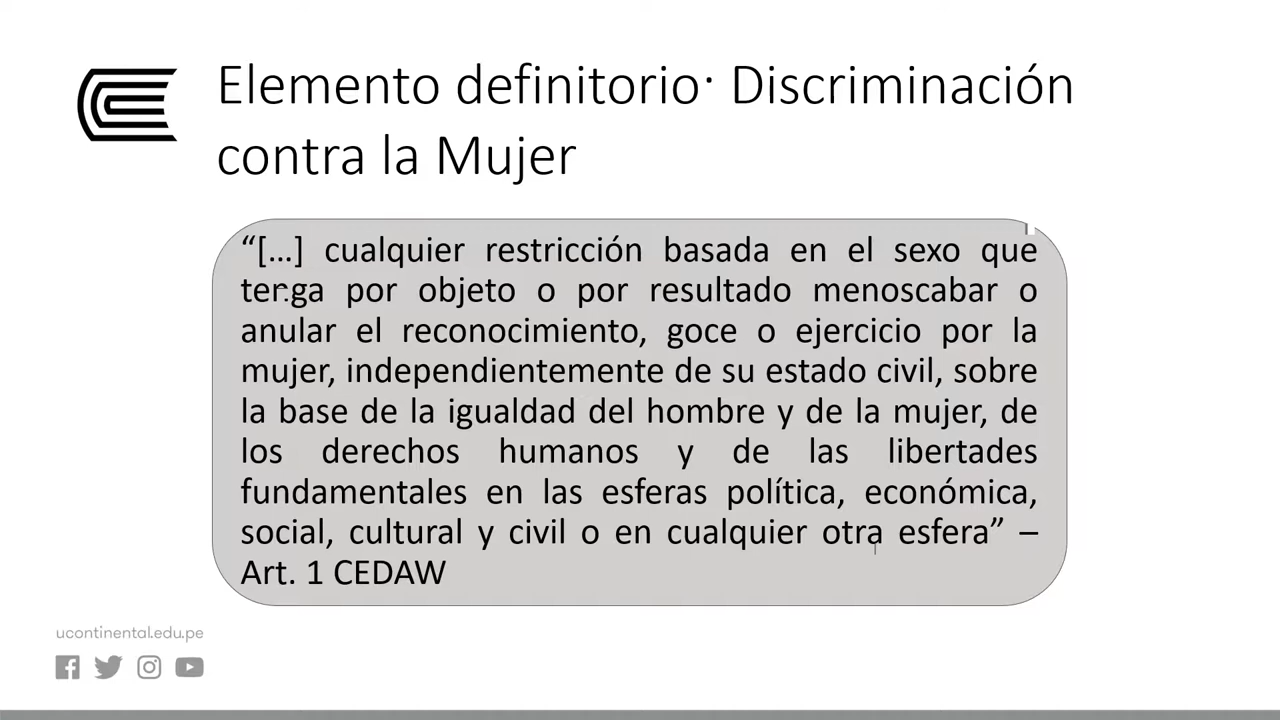 Elemento definitorio· Discriminación
contra la Mujer
“[…] cualquier restricción basada en el sexo que
tenga por objeto o por resultado menoscabar o
anular el reconocimiento, goce o ejercicio por la
mujer, independientemente de su estado civil, sobre
la base de la igualdad del hombre y de la mujer, de
los derechos humanos y de las libertades
fundamentales en las esferas política, económica,
social, cultural y civil o en cualquier otra esfera” –
Art. 1 CEDAW
ucontinental.edu.pe